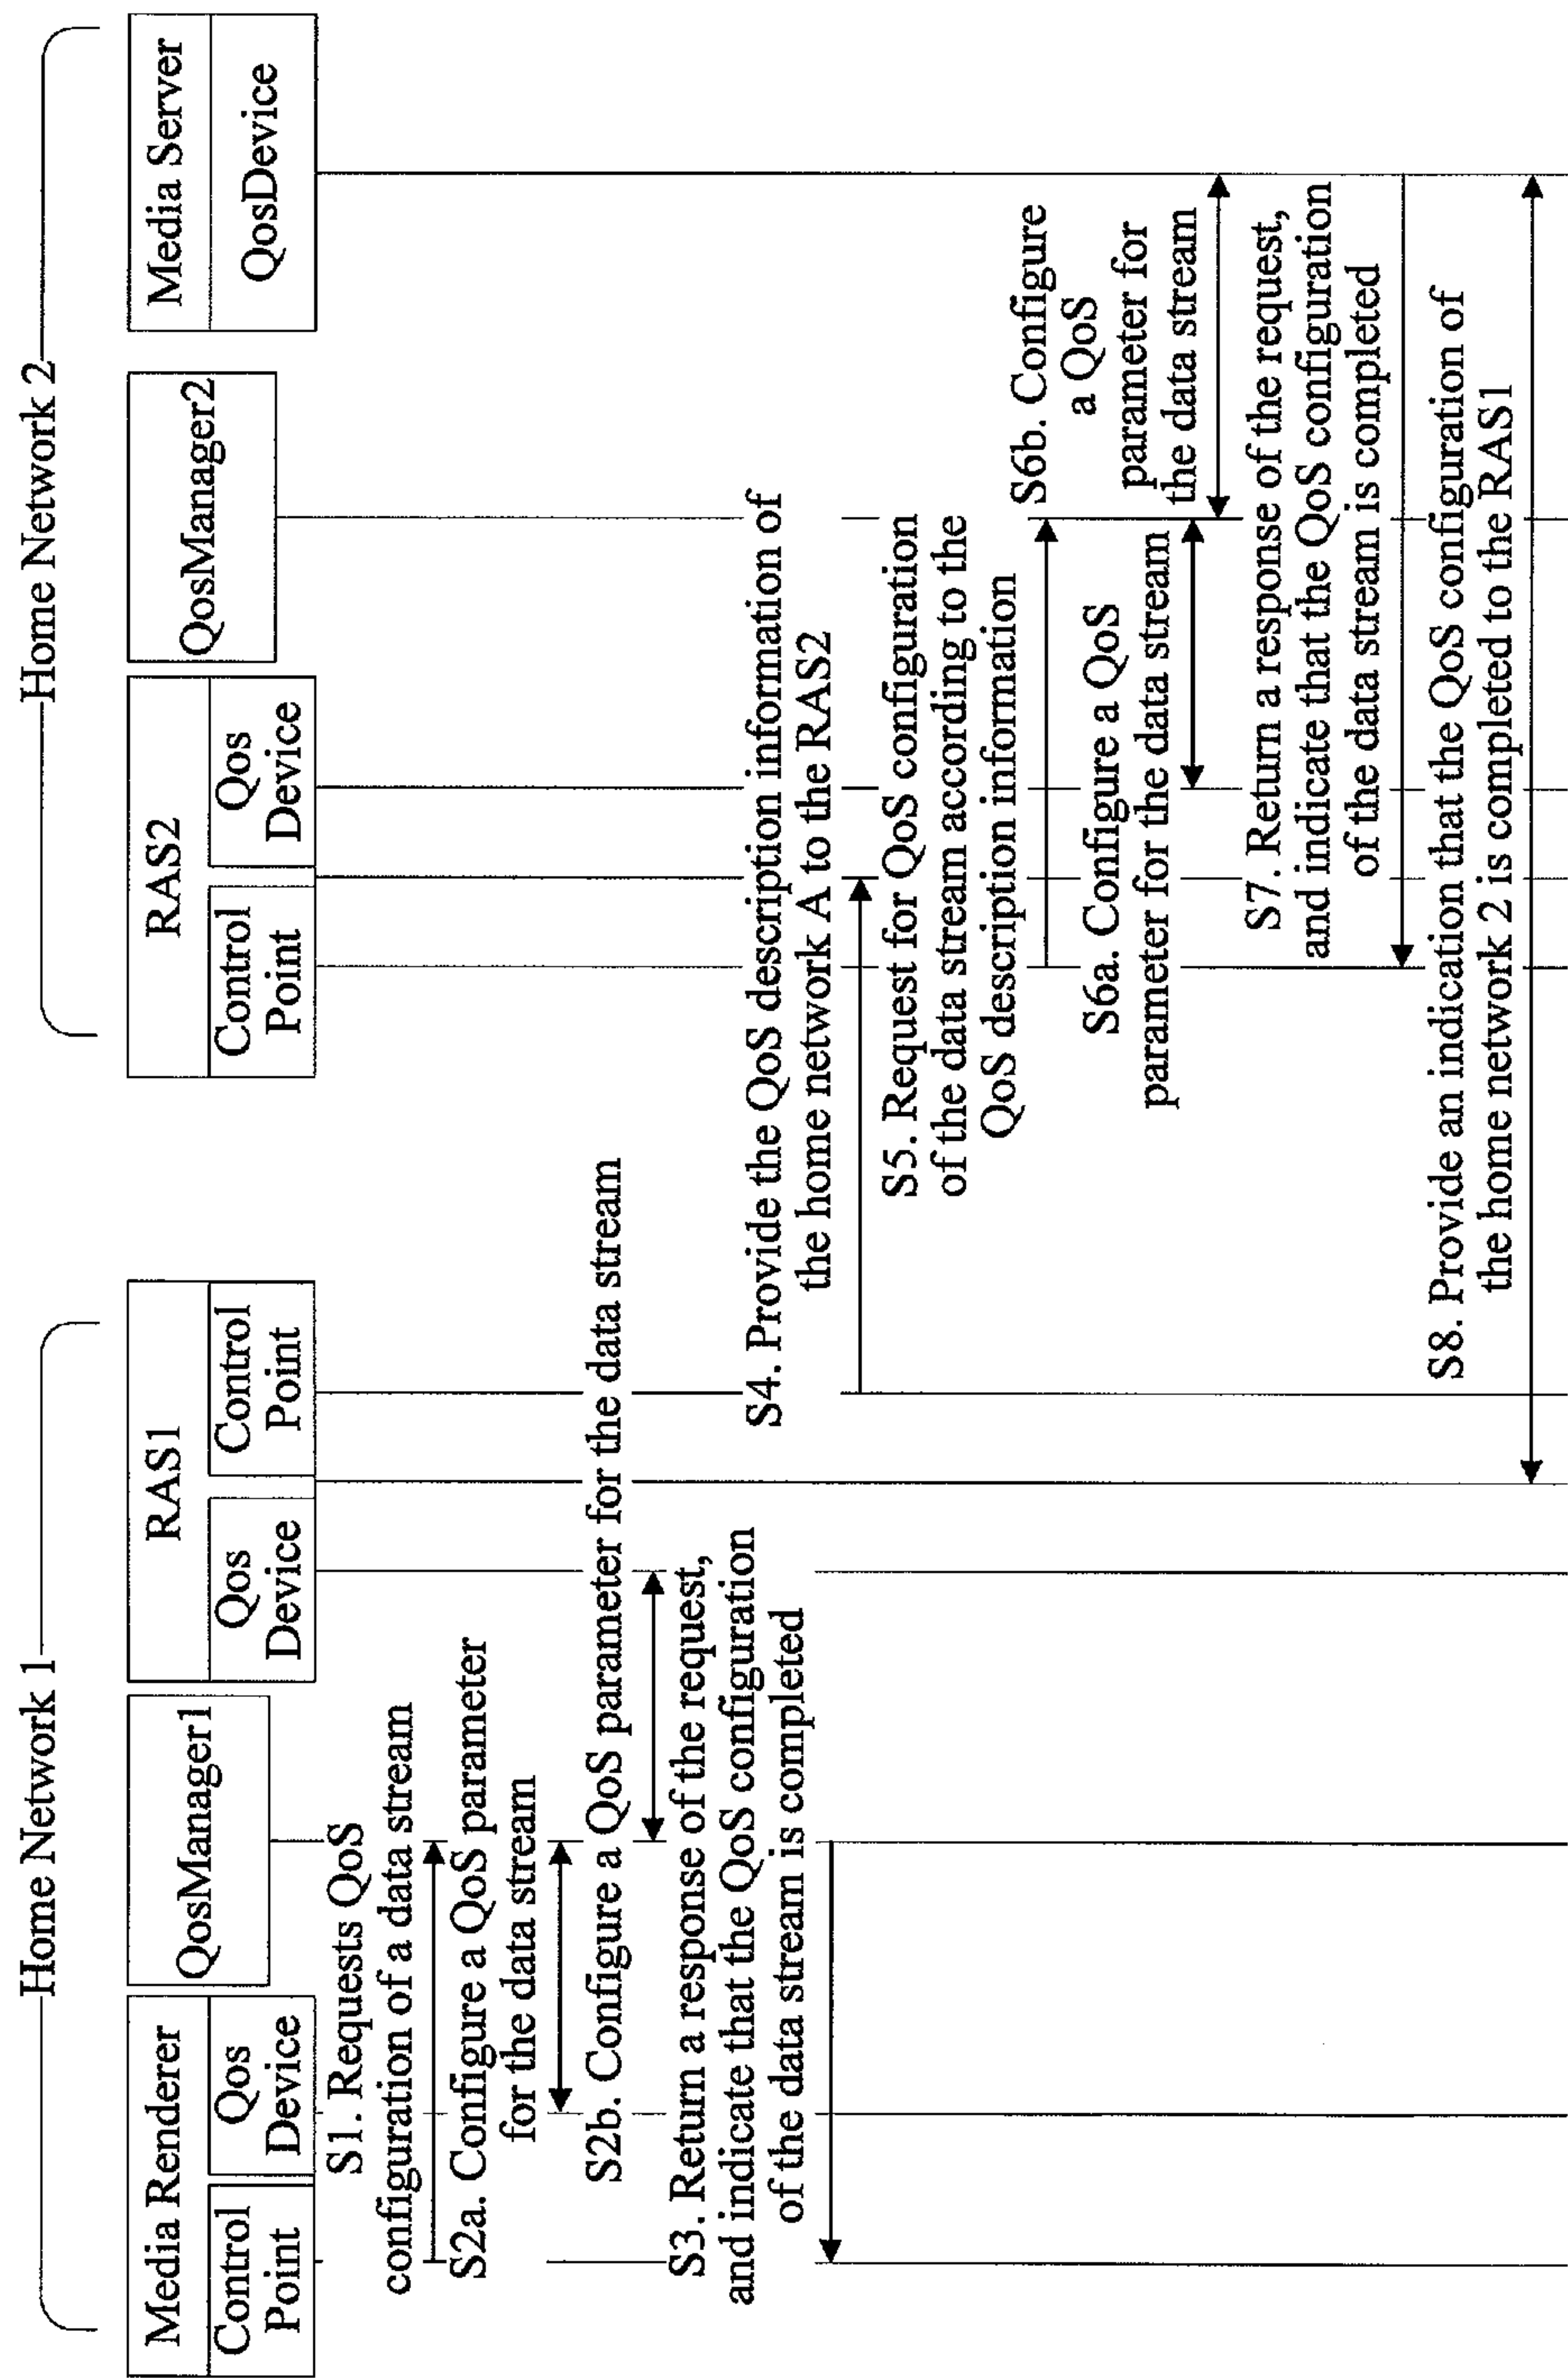 Home Network 1
Home Network 2
Media Renderer
Control
Point
Qos
Device
QosManager1
RAS1
Qos
Device
Control
Point
RAS2
Control
Point
Qos
Device
QosManager2
Media Server
QosDevice
S1. Requests QoS
configuration of a data stream
S2a. Configure a QoS parameter
for the data stream
S2b. Configure a QoS parameter for the data stream
S3. Return a response of the request,
and indicate that the QoS configuration
of the data stream is completed
S4. Provide the QoS description information of
the home network A to the RAS2
S5. Request for QoS configuration
of the data stream according to the
QoS description information
S6a. Configure a QoS
parameter for the data stream
S6b. Configure
a QoS
parameter for
the data stream
S7. Return a response of the request,
and indicate that the QoS configuration
of the data stream is completed
S8. Provide an indication that the QoS configuration of
the home network 2 is completed to the RAS1